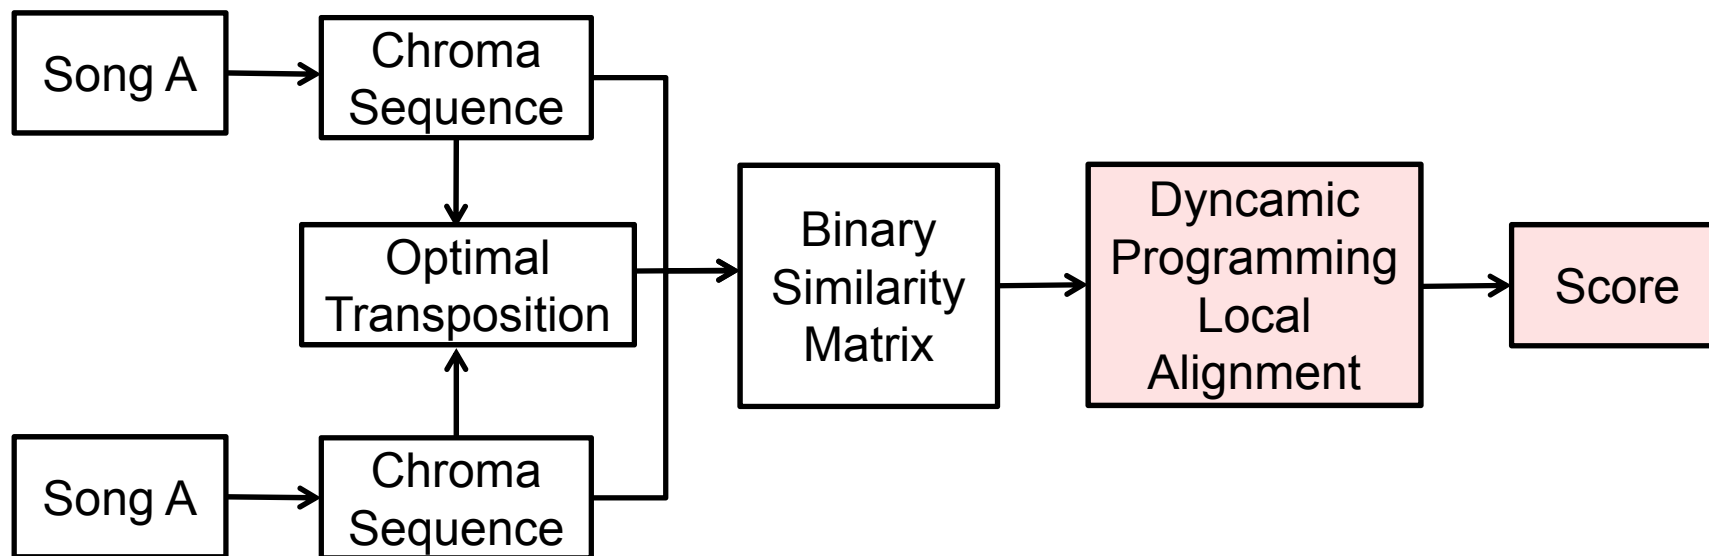 Song A
Chroma
Sequence
Optimal
Transposition
Binary
Similarity
Matrix
Dyncamic
Programming
Local
Alignment
Score
Song A
Chroma
Sequence